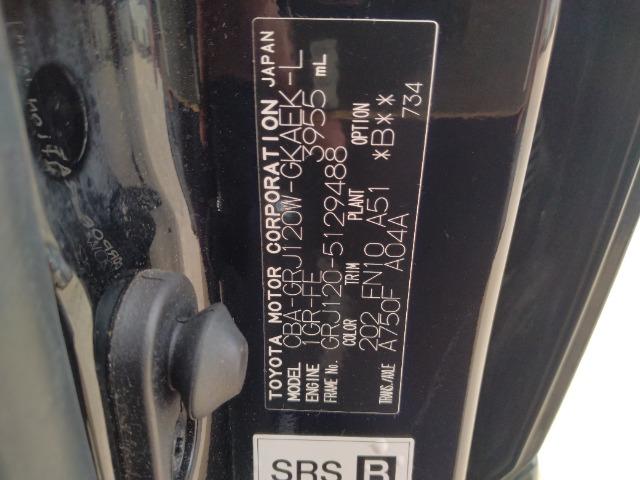 TOYOTA MOTOR CORPORATION JAPAN
MODEL CBA-GRJ120W-GKAEK-L
ENGINE 1GR-FE 3955 mL
FRAME No. GRJ120-5129488
COLOR TRIM PLANT OPTION
202 FN10 A51 *B**
TRANS./AXLE A750F A04A 734
SRS R